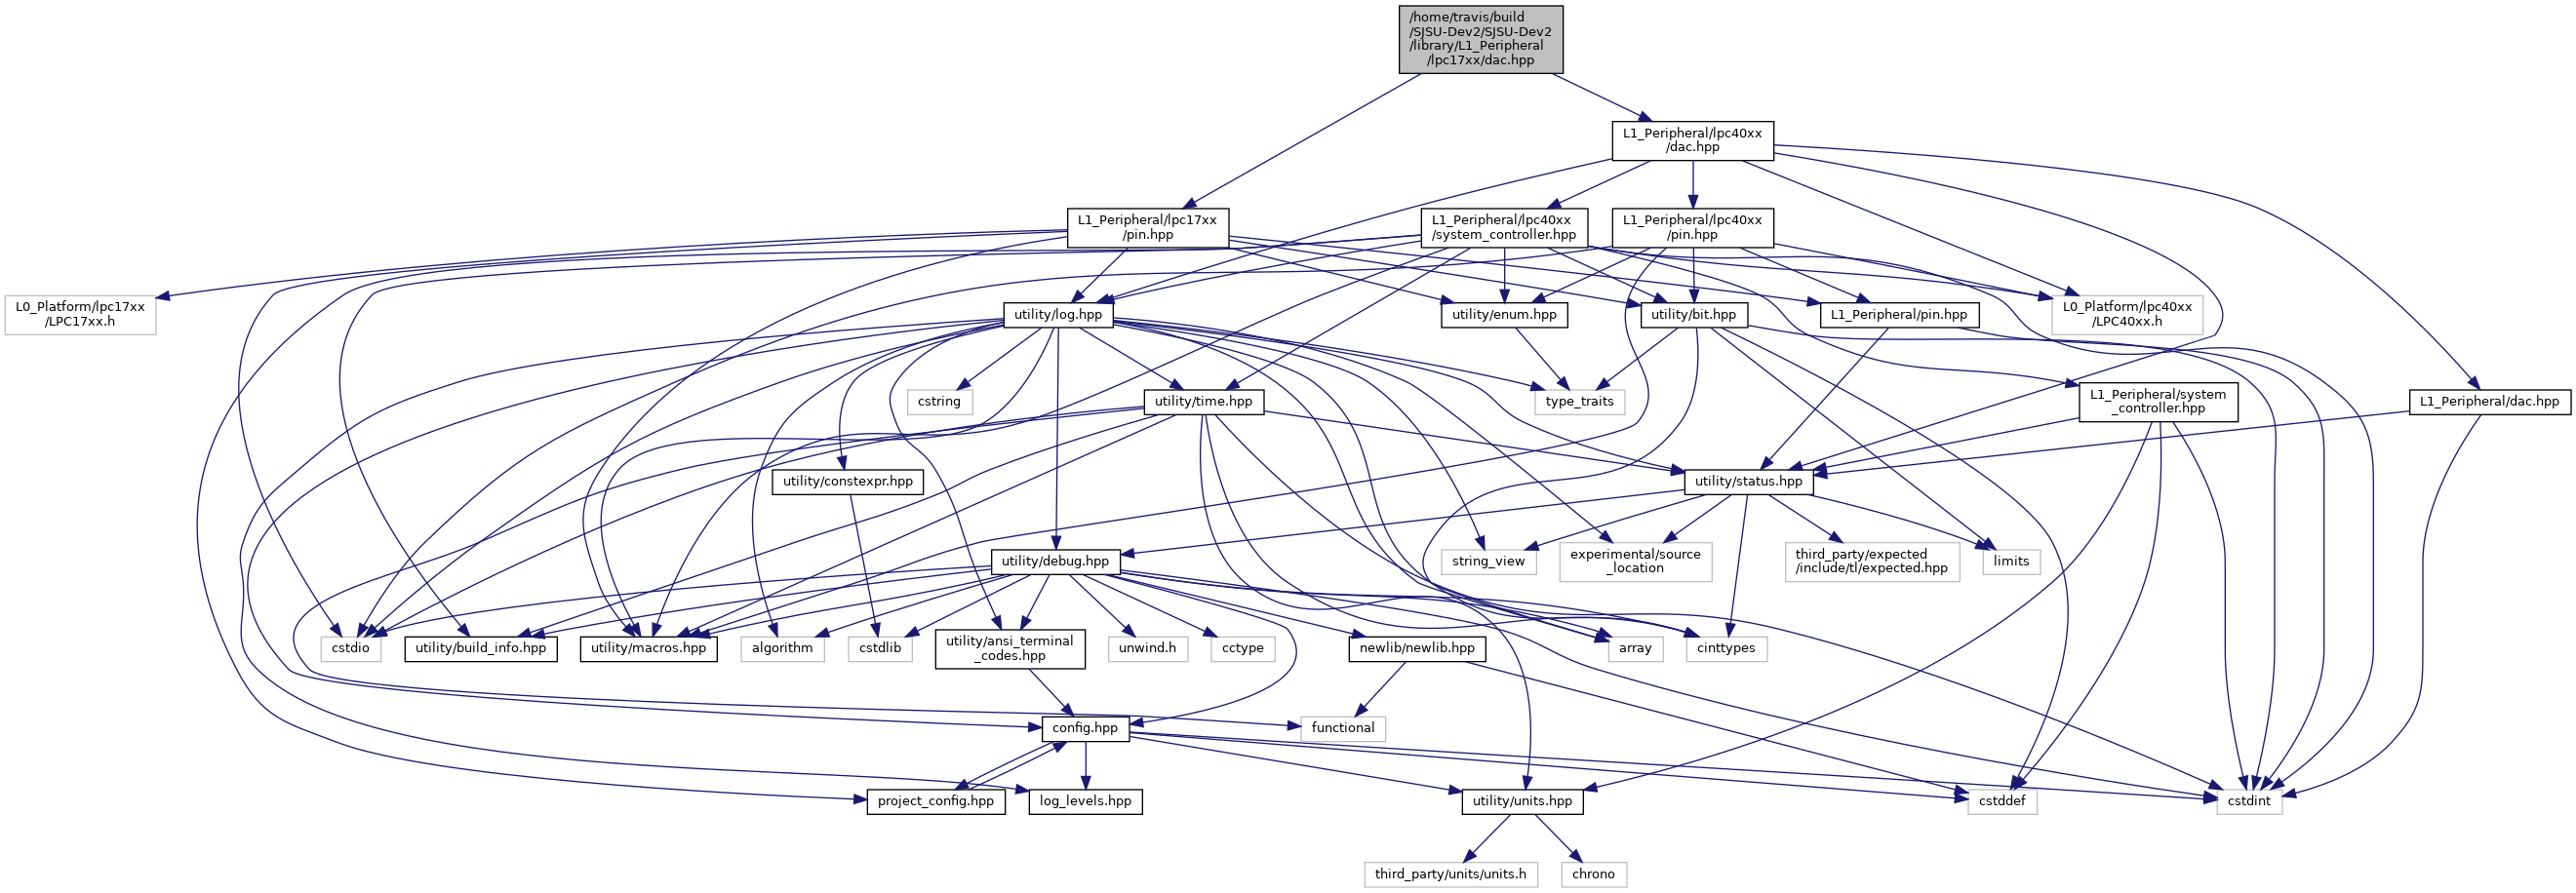 /home/travis/build
/SJSU-Dev2/SJSU-Dev2
/library/L1_Peripheral
/lpc17xx/dac.hpp
L1_Peripheral/lpc40xx
/dac.hpp
L1_Peripheral/lpc17xx
/pin.hpp
L1_Peripheral/lpc40xx
/system_controller.hpp
L1_Peripheral/lpc40xx
/pin.hpp
L0_Platform/lpc17xx
/LPC17xx.h
utility/log.hpp
utility/enum.hpp
utility/bit.hpp
L1_Peripheral/pin.hpp
L0_Platform/lpc40xx
/LPC40xx.h
cstring
utility/time.hpp
type_traits
L1_Peripheral/system
_controller.hpp
L1_Peripheral/dac.hpp
utility/constexpr.hpp
utility/status.hpp
utility/debug.hpp
string_view
experimental/source
_location
third_party/expected
/include/tl/expected.hpp
limits
cstdio
utility/build_info.hpp
utility/macros.hpp
algorithm
cstdlib
utility/ansi_terminal
_codes.hpp
unwind.h
cctype
newlib/newlib.hpp
array
cinttypes
config.hpp
functional
project_config.hpp
log_levels.hpp
utility/units.hpp
cstddef
cstdint
third_party/units/units.h
chrono